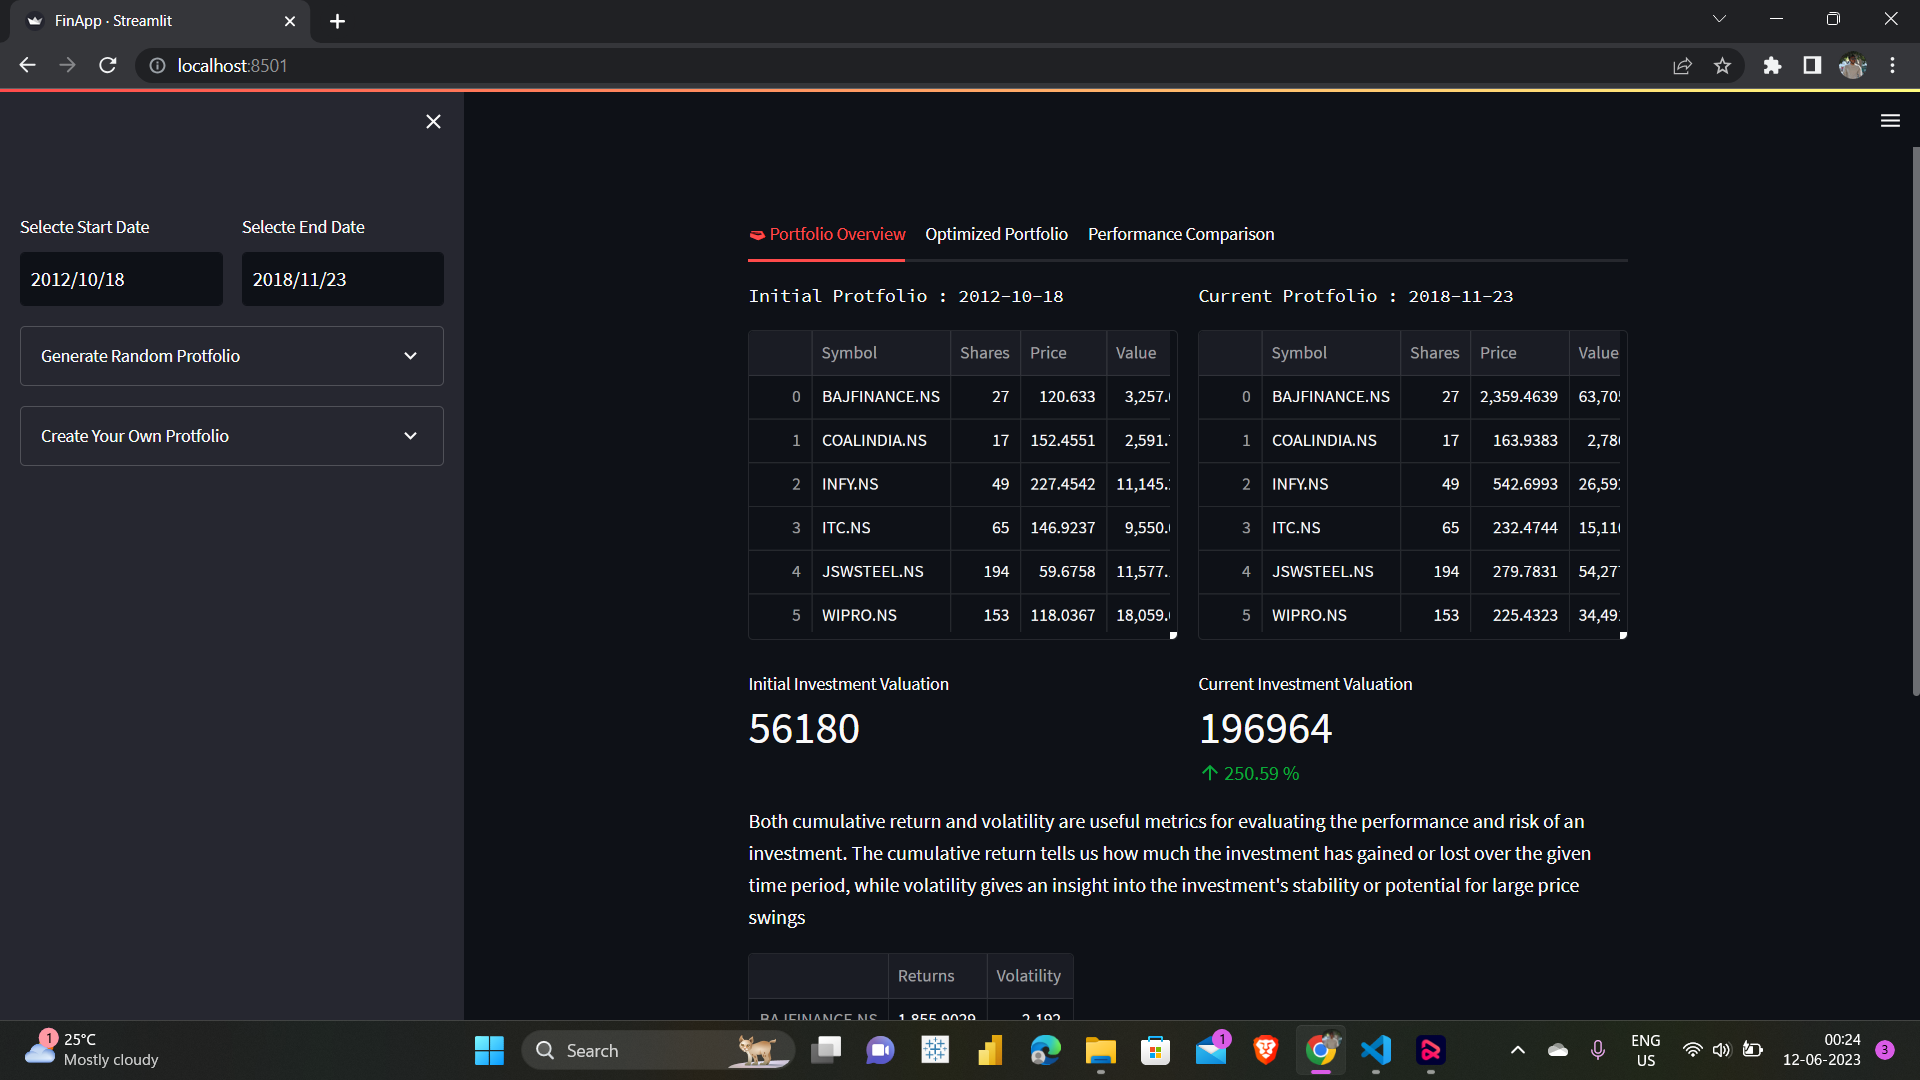 FinApp · Streamlit
localhost:8501
Selecte Start Date
Selecte End Date
2012/10/18
2018/11/23
Generate Random Protfolio
Create Your Own Protfolio
Portfolio Overview
Optimized Portfolio
Performance Comparison
Initial Protfolio : 2012-10-18
Symbol Shares Price Value
0 BAJFINANCE.NS 27 120.633 3,257.
1 COALINDIA.NS 17 152.4551 2,591.
2 INFY.NS 49 227.4542 11,145.
3 ITC.NS 65 146.9237 9,550.
4 JSWSTEEL.NS 194 59.6758 11,577.
5 WIPRO.NS 153 118.0367 18,059.
Current Protfolio : 2018-11-23
Symbol Shares Price Value
0 BAJFINANCE.NS 27 2,359.4639 63,70
1 COALINDIA.NS 17 163.9383 2,78
2 INFY.NS 49 542.6993 26,59
3 ITC.NS 65 232.4744 15,11
4 JSWSTEEL.NS 194 279.7831 54,27
5 WIPRO.NS 153 225.4323 34,49
Initial Investment Valuation
56180
Current Investment Valuation
196964
250.59 %
Both cumulative return and volatility are useful metrics for evaluating the performance and risk of an
investment. The cumulative return tells us how much the investment has gained or lost over the given
time period, while volatility gives an insight into the investment's stability or potential for large price
swings
Returns Volatility
BAJFINANCE.NS 1,855.9029 2.192
1
25°C
Mostly cloudy
Search
1
ENG
US
00:24
12-06-2023
3